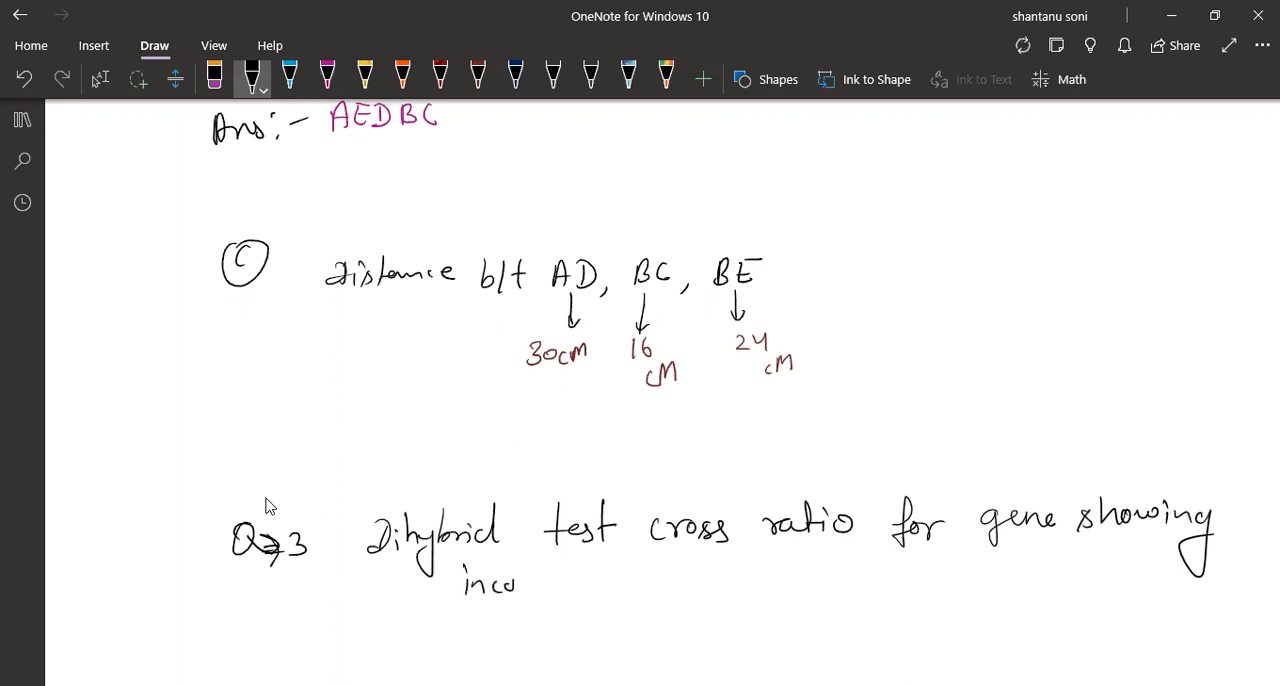 OneNote for Windows 10
shantanu soni
Home Insert Draw View Help
Share
Shapes Ink to Shape Ink to Text Math
Ans:- AEDBC
C Distance b/t AD, BC, BE
30cM 16 cM 24 cM
Q 3 Dihybrid test cross ratio for gene showing
inco